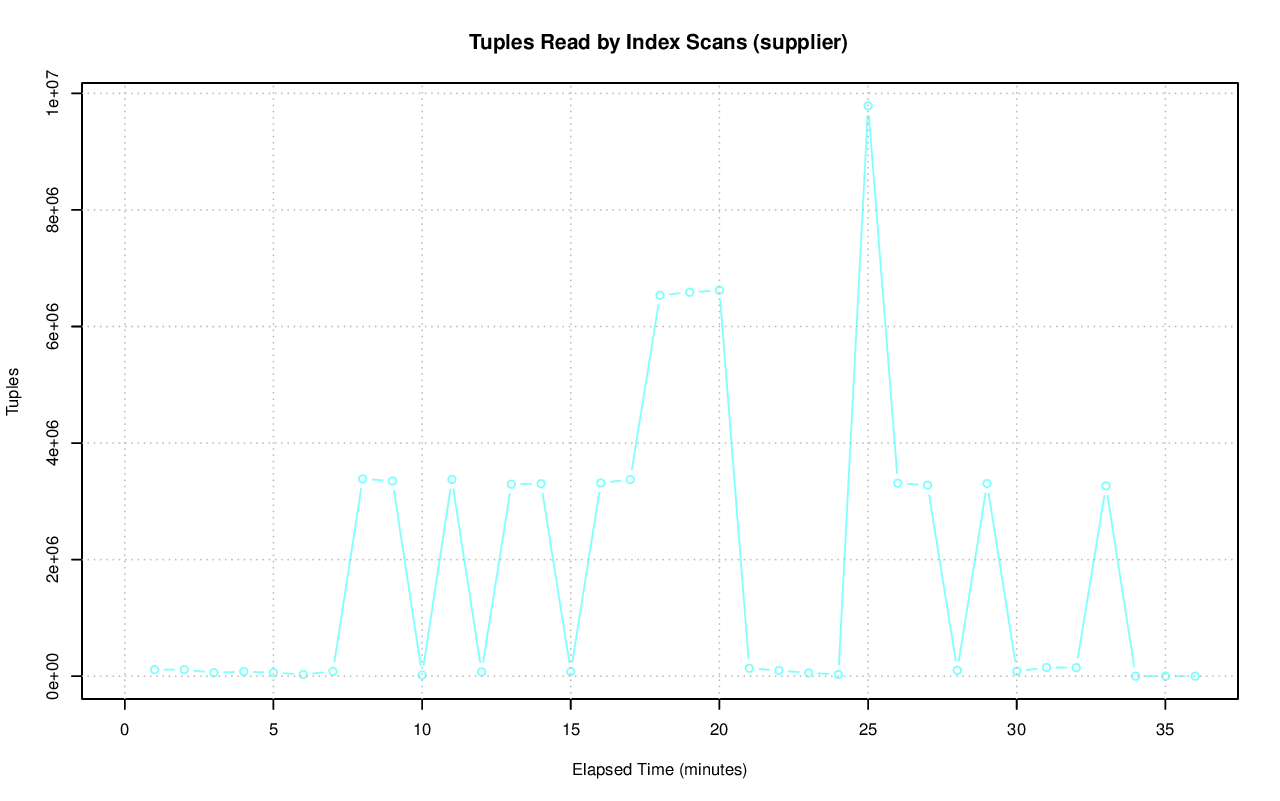 Tuples Read by Index Scans (supplier)
1e+07
8e+06
6e+06
4e+06
2e+06
0e+00
Tuples
0 5 10 15 20 25 30 35
Elapsed Time (minutes)